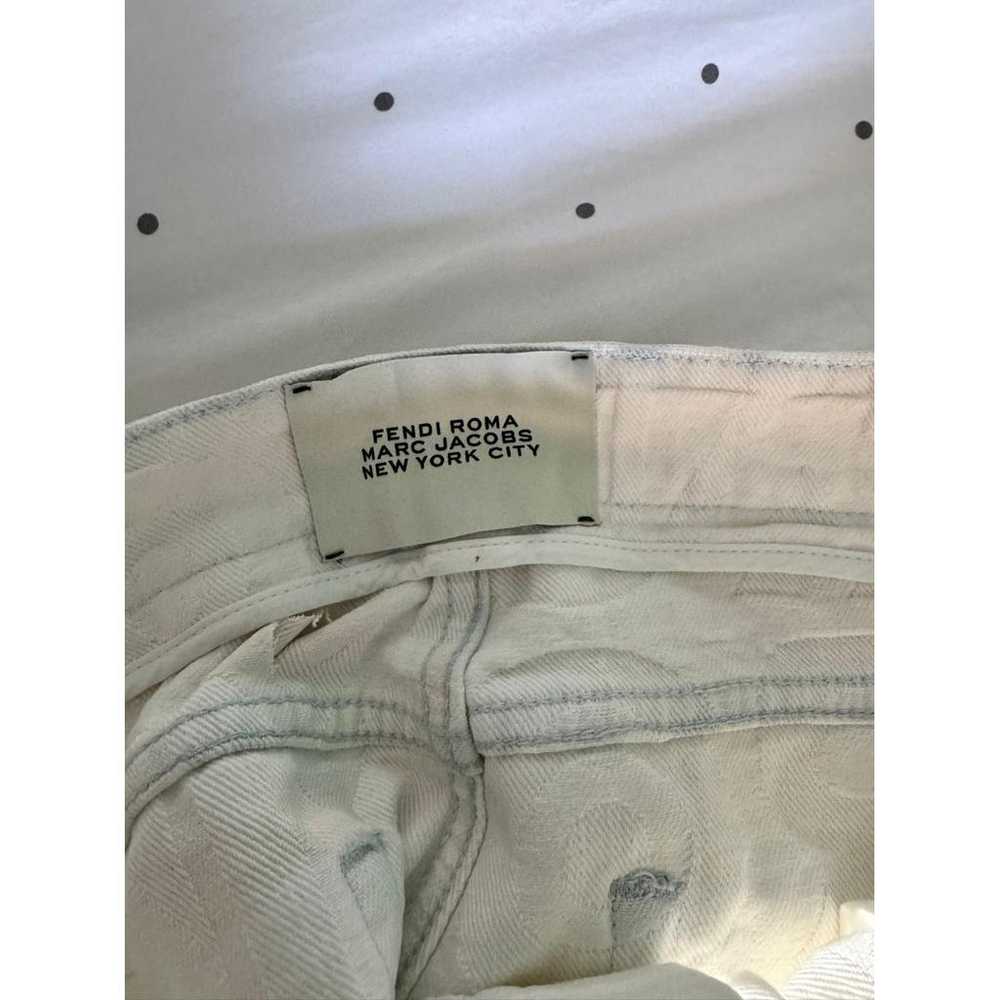 FENDI ROMA
MARC JACOBS
NEW YORK CITY